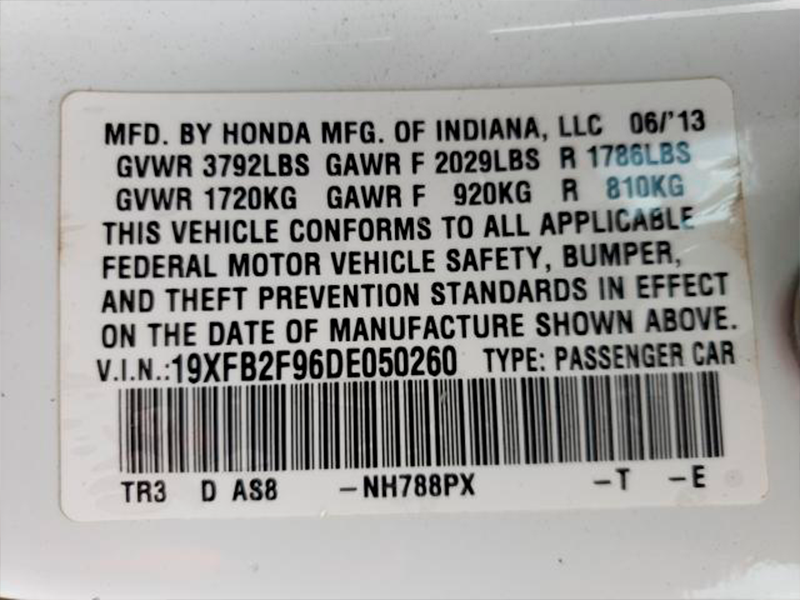 MFD. BY HONDA MFG. OF INDIANA, LLC 06/'13
GVWR 3792LBS GAWR F 2029LBS R 1786LBS
GVWR 1720KG GAWR F 920KG R 810KG
THIS VEHICLE CONFORMS TO ALL APPLICABLE
FEDERAL MOTOR VEHICLE SAFETY, BUMPER,
AND THEFT PREVENTION STANDARDS IN EFFECT
ON THE DATE OF MANUFACTURE SHOWN ABOVE.
V.I.N.:19XFB2F96DE050260 TYPE: PASSENGER CAR
TR3 D AS8 –NH788PX –T –E